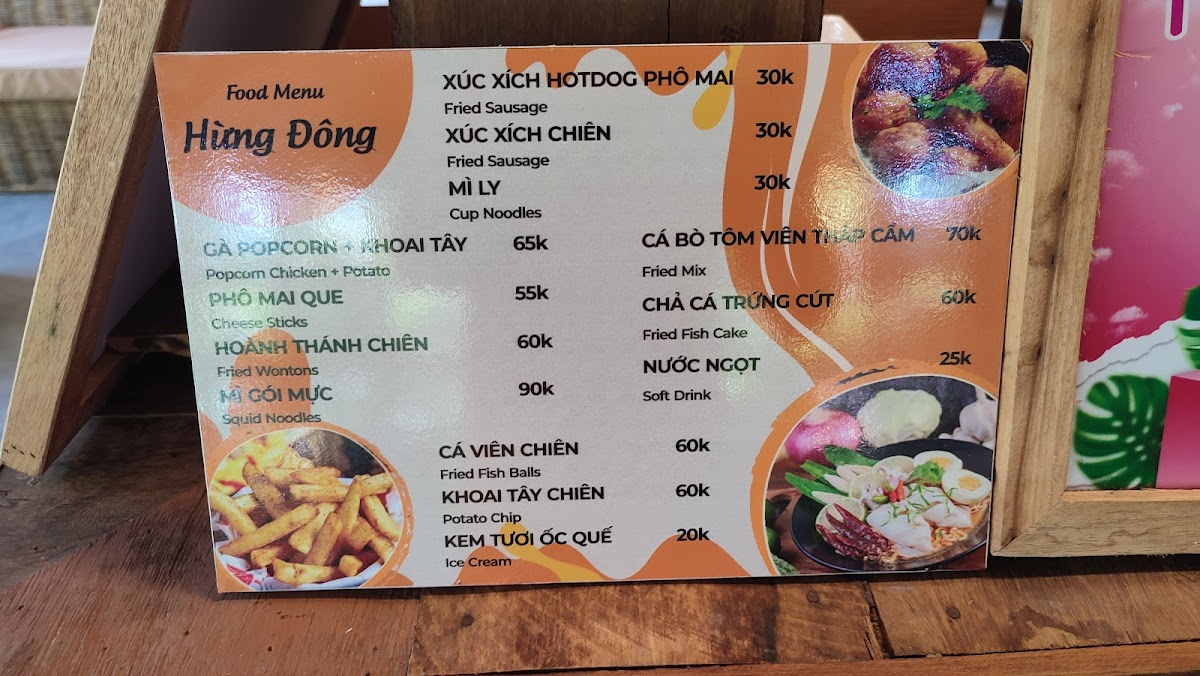 Food Menu
Hừng Đông
XÚC XÍCH HOTDOG PHÔ MAI 30k
Fried Sausage
XÚC XÍCH CHIÊN 30k
Fried Sausage
MÌ LY 30k
Cup Noodles
GÀ POPCORN + KHOAI TÂY 65k
Popcorn Chicken + Potato
PHÔ MAI QUE 55k
Cheese Sticks
HOÀNH THÁNH CHIÊN 60k
Fried Wontons
MÌ GÓI MỰC 90k
Squid Noodles
CÁ BÒ TÔM VIÊN THẬP CẨM 70k
Fried Mix
CHẢ CÁ TRỨNG CÚT 60k
Fried Fish Cake
NƯỚC NGỌT 25k
Soft Drink
CÁ VIÊN CHIÊN 60k
Fried Fish Balls
KHOAI TÂY CHIÊN 60k
Potato Chip
KEM TƯƠI ỐC QUẾ 20k
Ice Cream